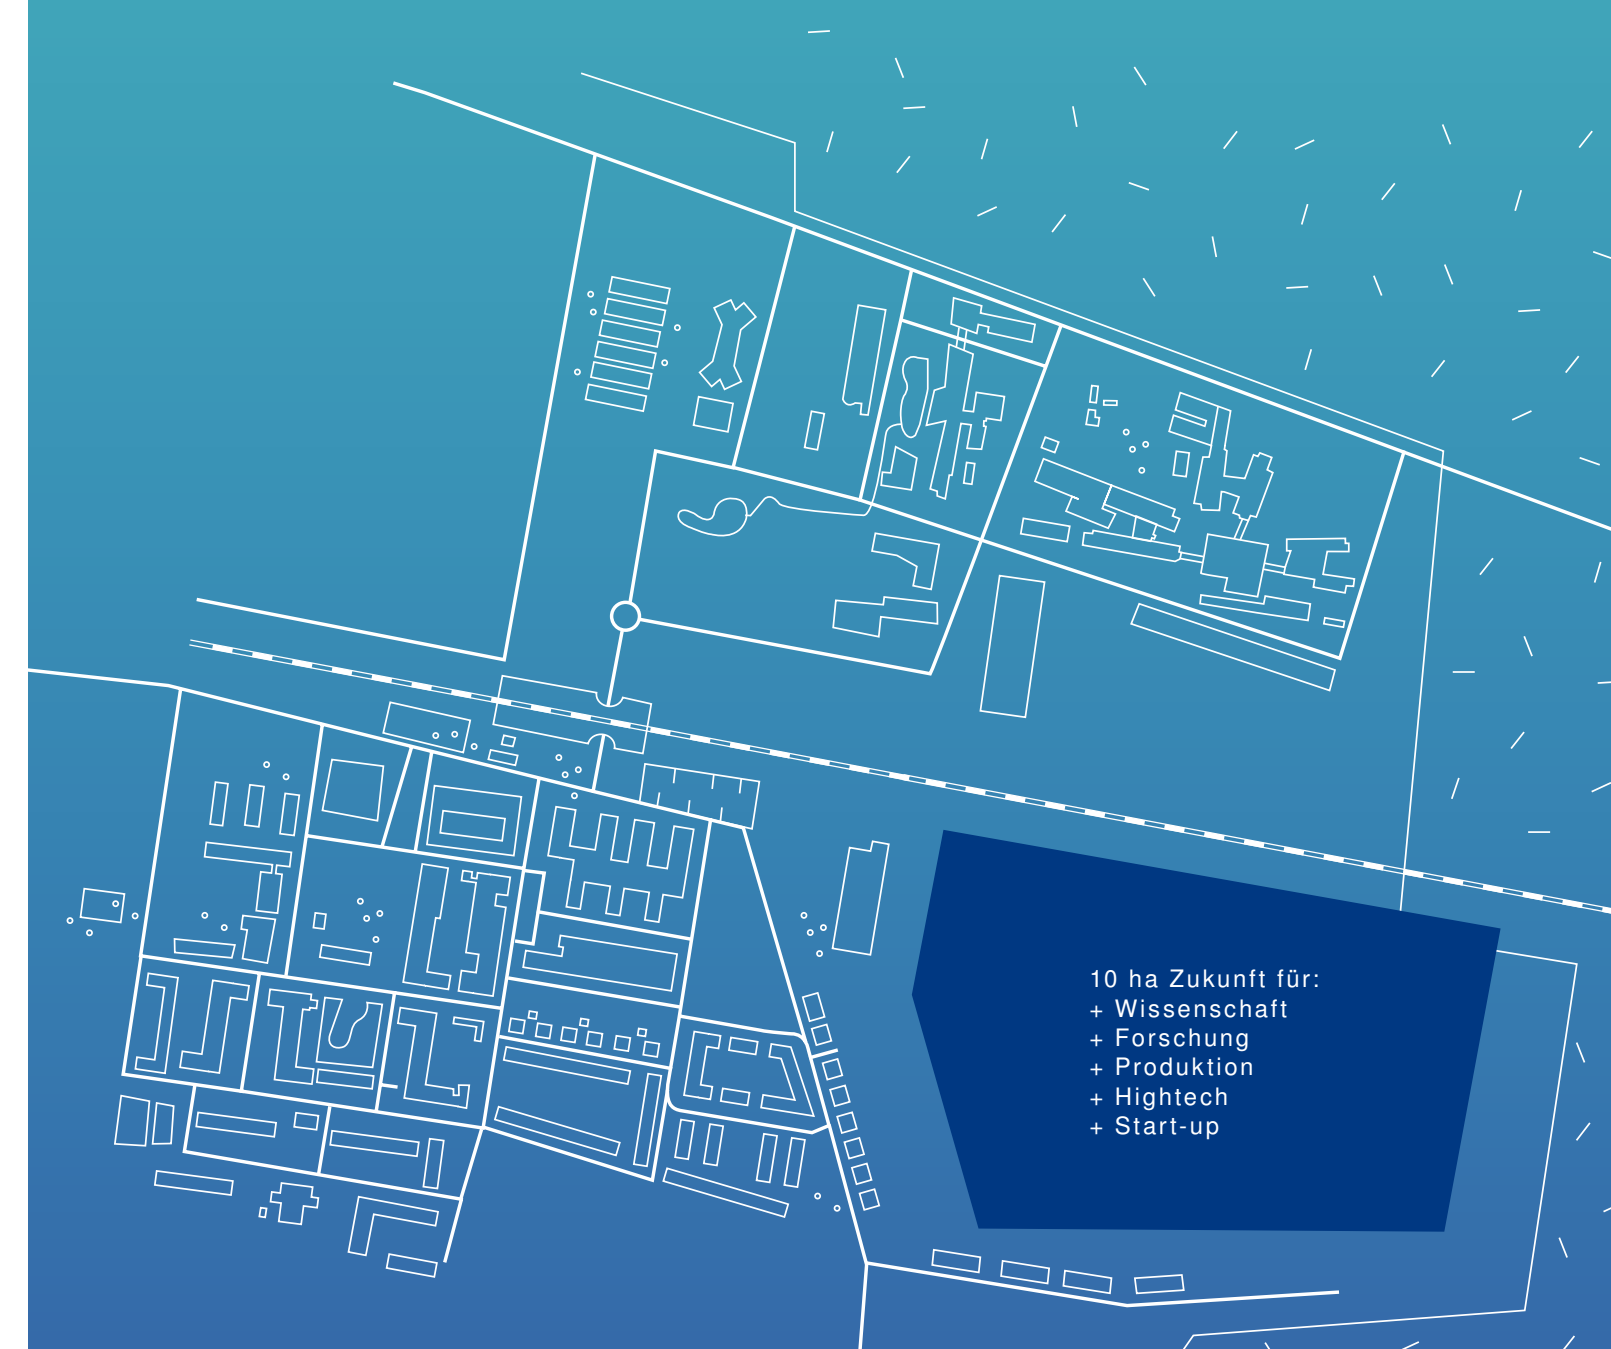 10 ha Zukunft für:
+ Wissenschaft
+ Forschung
+ Produktion
+ Hightech
+ Start-up